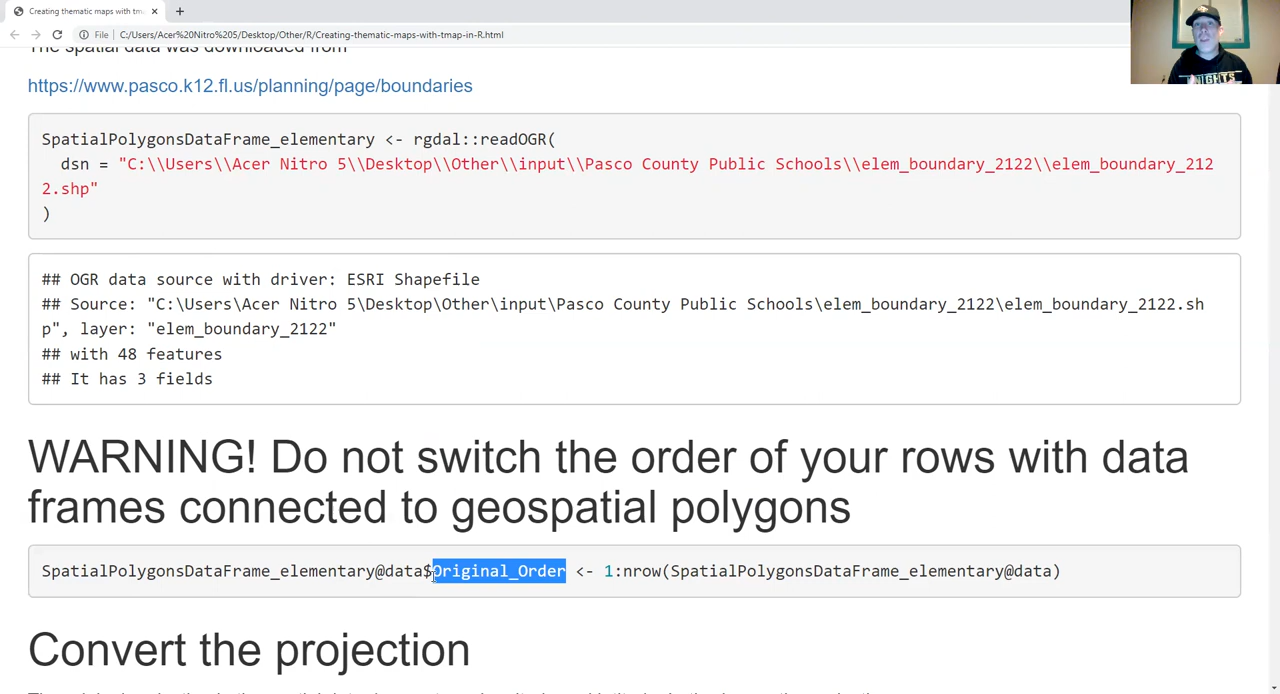 Creating thematic maps with tma
File
C:/Users/Acer%20Nitro%205/Desktop/Other/R/Creating-thematic-maps-with-tmap-in-R.html
The spatial data was downloaded from
https://www.pasco.k12.fl.us/planning/page/boundaries
SpatialPolygonsDataFrame_elementary <- rgdal::readOGR(
dsn = "C:\\Users\\Acer Nitro 5\\Desktop\\Other\\input\\Pasco County Public Schools\\elem_boundary_2122\\elem_boundary_212
2.shp"
)
## OGR data source with driver: ESRI Shapefile
## Source: "C:\Users\Acer Nitro 5\Desktop\Other\input\Pasco County Public Schools\elem_boundary_2122\elem_boundary_2122.sh
p", layer: "elem_boundary_2122"
## with 48 features
## It has 3 fields
WARNING! Do not switch the order of your rows with data
frames connected to geospatial polygons
SpatialPolygonsDataFrame_elementary@data$Original_Order <- 1:nrow(SpatialPolygonsDataFrame_elementary@data)
Convert the projection
KNIGHTS